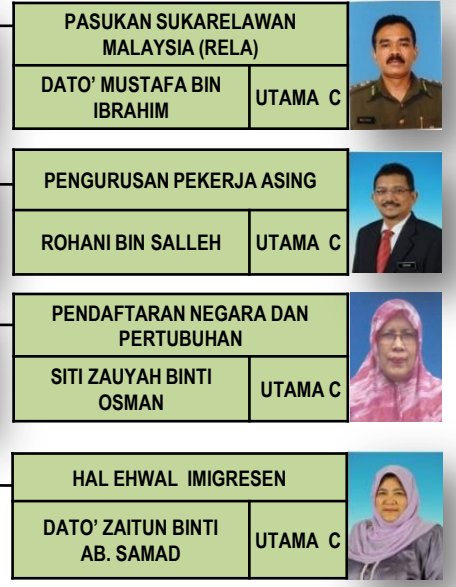 PASUKAN SUKARELAWAN
MALAYSIA (RELA)
DATO' MUSTAFA BIN
IBRAHIM
UTAMA C
PENGURUSAN PEKERJA ASING
ROHANI BIN SALLEH
UTAMA C
PENDAFTARAN NEGARA DAN
PERTUBUHAN
SITI ZAUYAH BINTI
OSMAN
UTAMA C
HAL EHWAL IMIGRESEN
DATO' ZAITUN BINTI
AB. SAMAD
UTAMA C